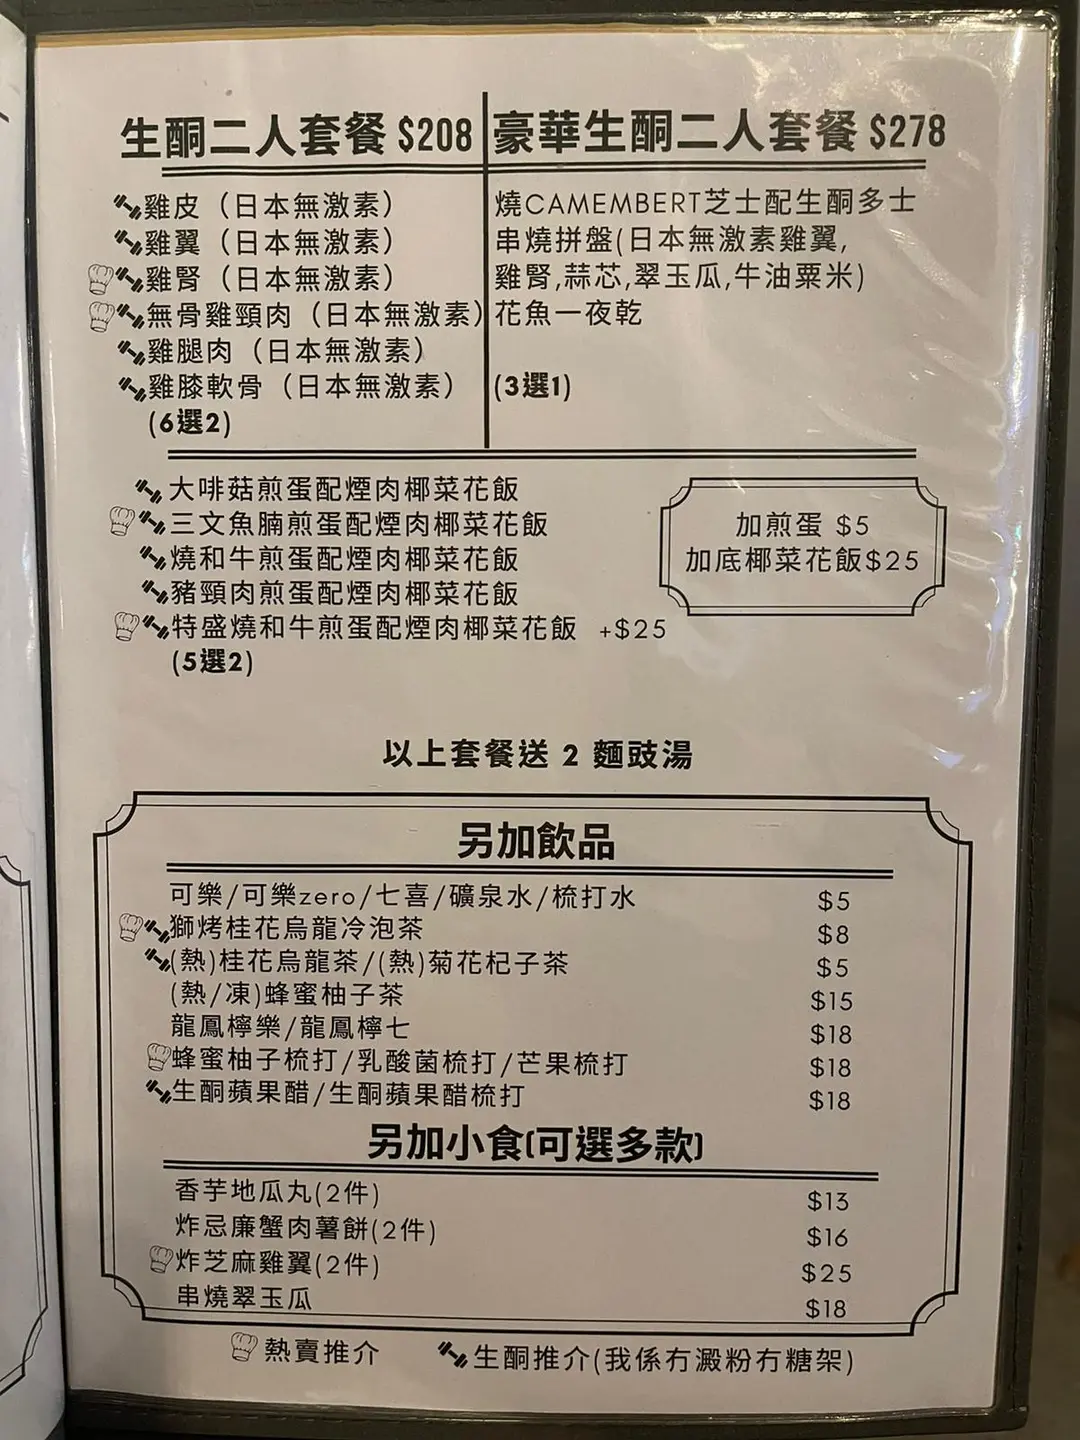 生酮二人套餐 $208
雞皮（日本無激素）
雞翼（日本無激素）
雞腎（日本無激素）
無骨雞頸肉（日本無激素）
雞腿肉（日本無激素）
雞膝軟骨（日本無激素）
(6選2)
豪華生酮二人套餐 $278
燒CAMEMBERT芝士配生酮多士
串燒拼盤(日本無激素雞翼,
雞腎,蒜芯,翠玉瓜,牛油粟米)
花魚一夜乾
(3選1)
大啡菇煎蛋配煙肉椰菜花飯
三文魚腩煎蛋配煙肉椰菜花飯
燒和牛煎蛋配煙肉椰菜花飯
豬頸肉煎蛋配煙肉椰菜花飯
特盛燒和牛煎蛋配煙肉椰菜花飯 +$25
(5選2)
加煎蛋 $5
加底椰菜花飯$25
以上套餐送 2 麵豉湯
另加飲品
可樂/可樂zero/七喜/礦泉水/梳打水 $5
獅烤桂花烏龍冷泡茶 $8
(熱)桂花烏龍茶/(熱)菊花杞子茶 $5
(熱/凍)蜂蜜柚子茶 $15
龍鳳檸樂/龍鳳檸七 $18
蜂蜜柚子梳打/乳酸菌梳打/芒果梳打 $18
生酮蘋果醋/生酮蘋果醋梳打 $18
另加小食(可選多款)
香芋地瓜丸(2件) $13
炸忌廉蟹肉薯餅(2件) $16
炸芝麻雞翼(2件) $25
串燒翠玉瓜 $18
熱賣推介 生酮推介(我係冇澱粉冇糖架)